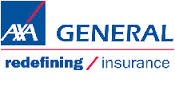 AXA GENERAL
redefining / insurance